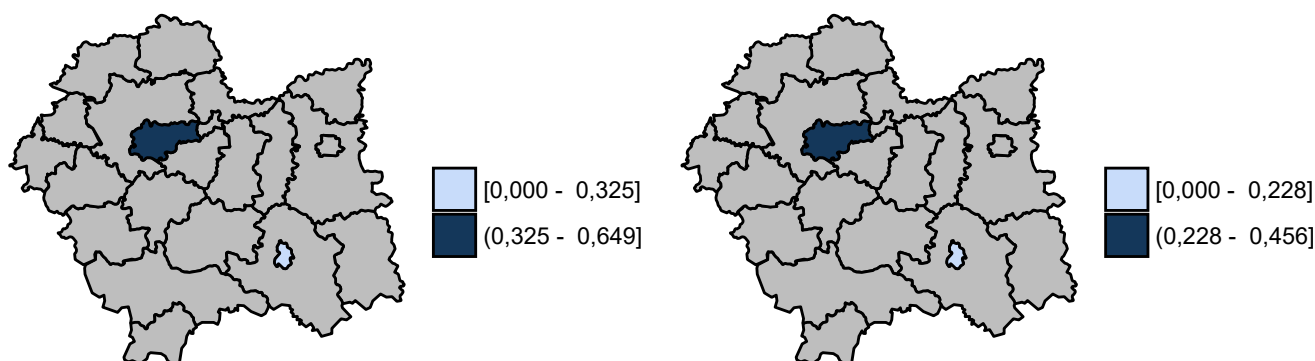 [0,000 -  0,325]
(0,325 -  0,649]
[0,000 -  0,228]
(0,228 -  0,456]